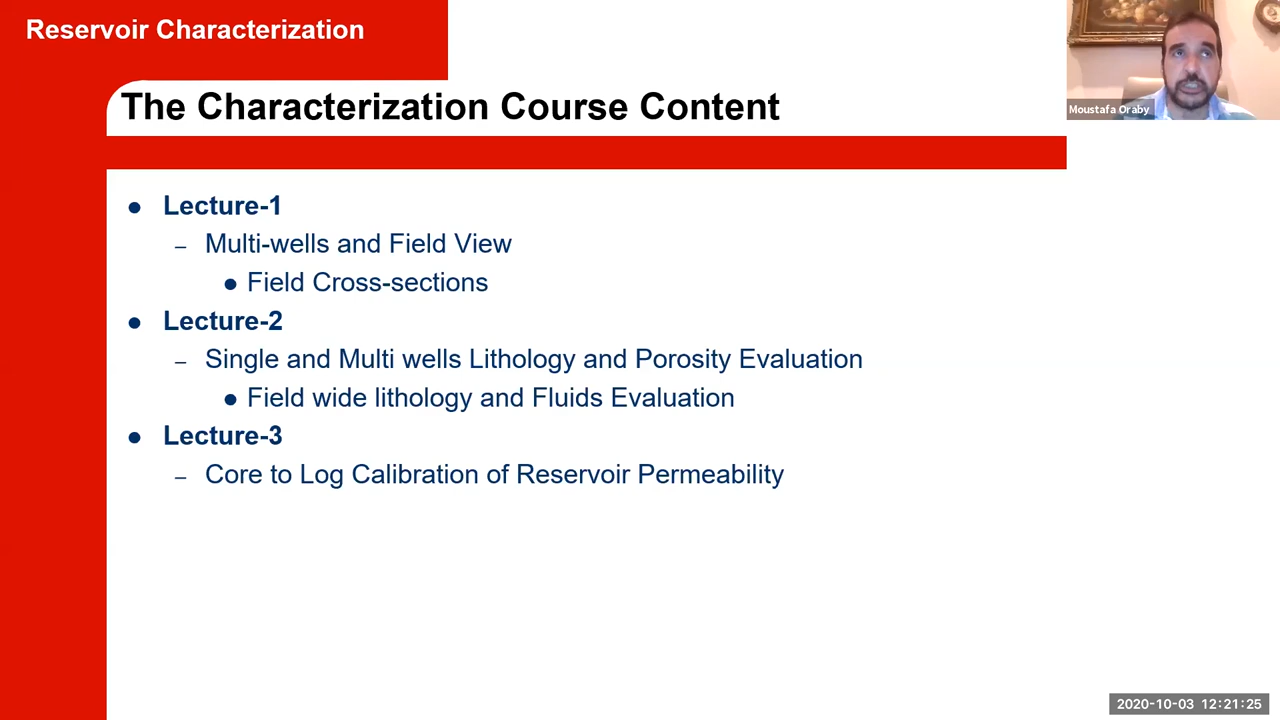 Reservoir Characterization
The Characterization Course Content
Moustafa Oraby
● Lecture-1
– Multi-wells and Field View
● Field Cross-sections
● Lecture-2
– Single and Multi wells Lithology and Porosity Evaluation
● Field wide lithology and Fluids Evaluation
● Lecture-3
– Core to Log Calibration of Reservoir Permeability
2020-10-03 12:21:25